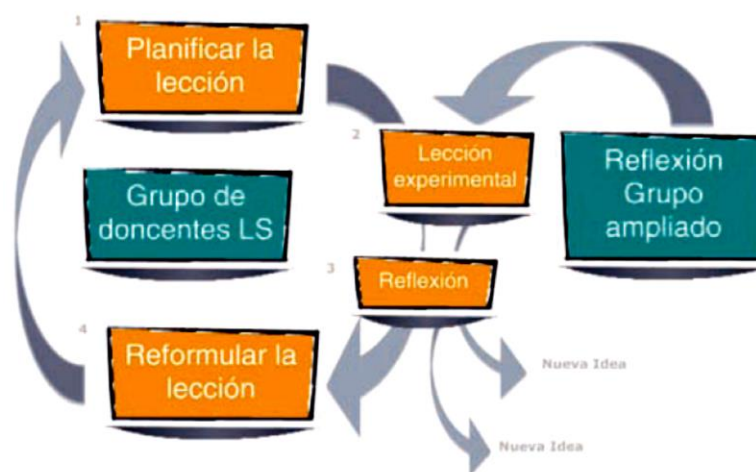 1
Planificar la
lección
2
Lección
experimental
Reflexión
Grupo
ampliado
Grupo de
doncentes LS
3
Reflexión
4
Reformular la
lección
Nueva Idea
Nueva Idea